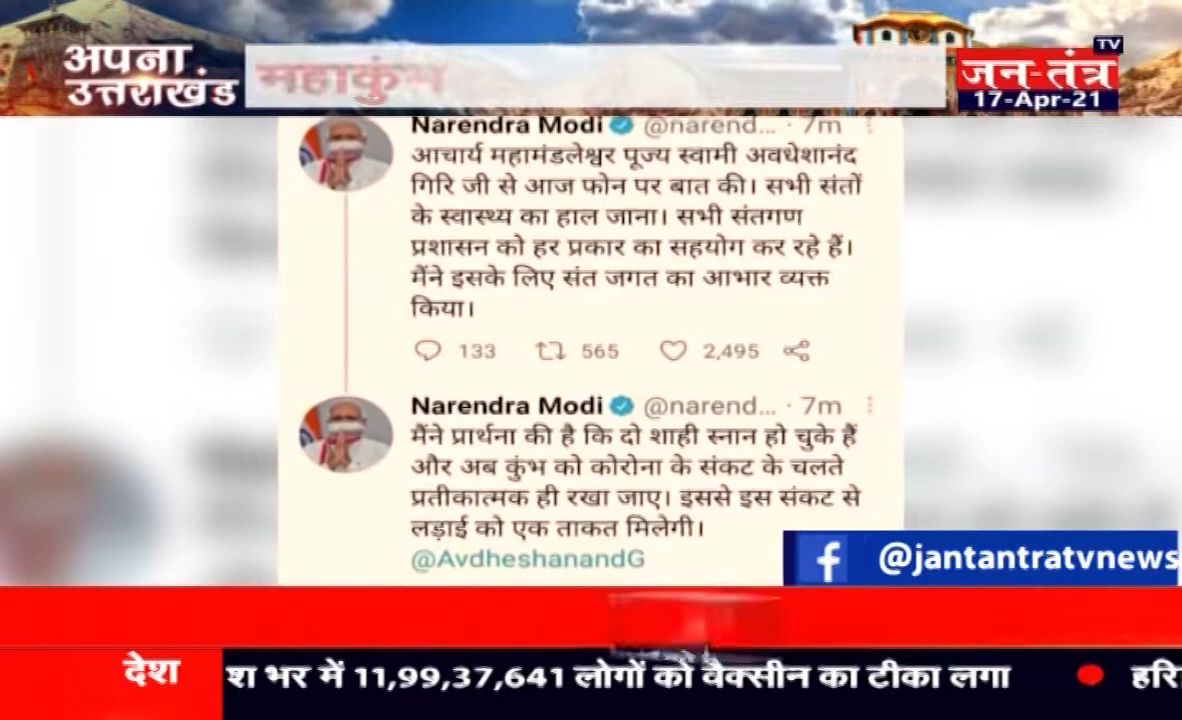 अपना
उत्तराखंड
महाकुंभ
TV
जन-तंत्र
17-Apr-21
Narendra Modi @narend... · 7m
आचार्य महामंडलेश्वर पूज्य स्वामी अवधेशानंद
गिरि जी से आज फोन पर बात की। सभी संतों
के स्वास्थ्य का हाल जाना। सभी संतगण
प्रशासन को हर प्रकार का सहयोग कर रहे हैं।
मैंने इसके लिए संत जगत का आभार व्यक्त
किया।
133 565 2,495
Narendra Modi @narend... · 7m
मैंने प्रार्थना की है कि दो शाही स्नान हो चुके हैं
और अब कुंभ को कोरोना के संकट के चलते
प्रतीकात्मक ही रखा जाए। इससे इस संकट से
लड़ाई को एक ताकत मिलेगी।
@AvdheshanandG
@jantantratvnews
देश
श भर में 11,99,37,641 लोगों को वैक्सीन का टीका लगा
हरि